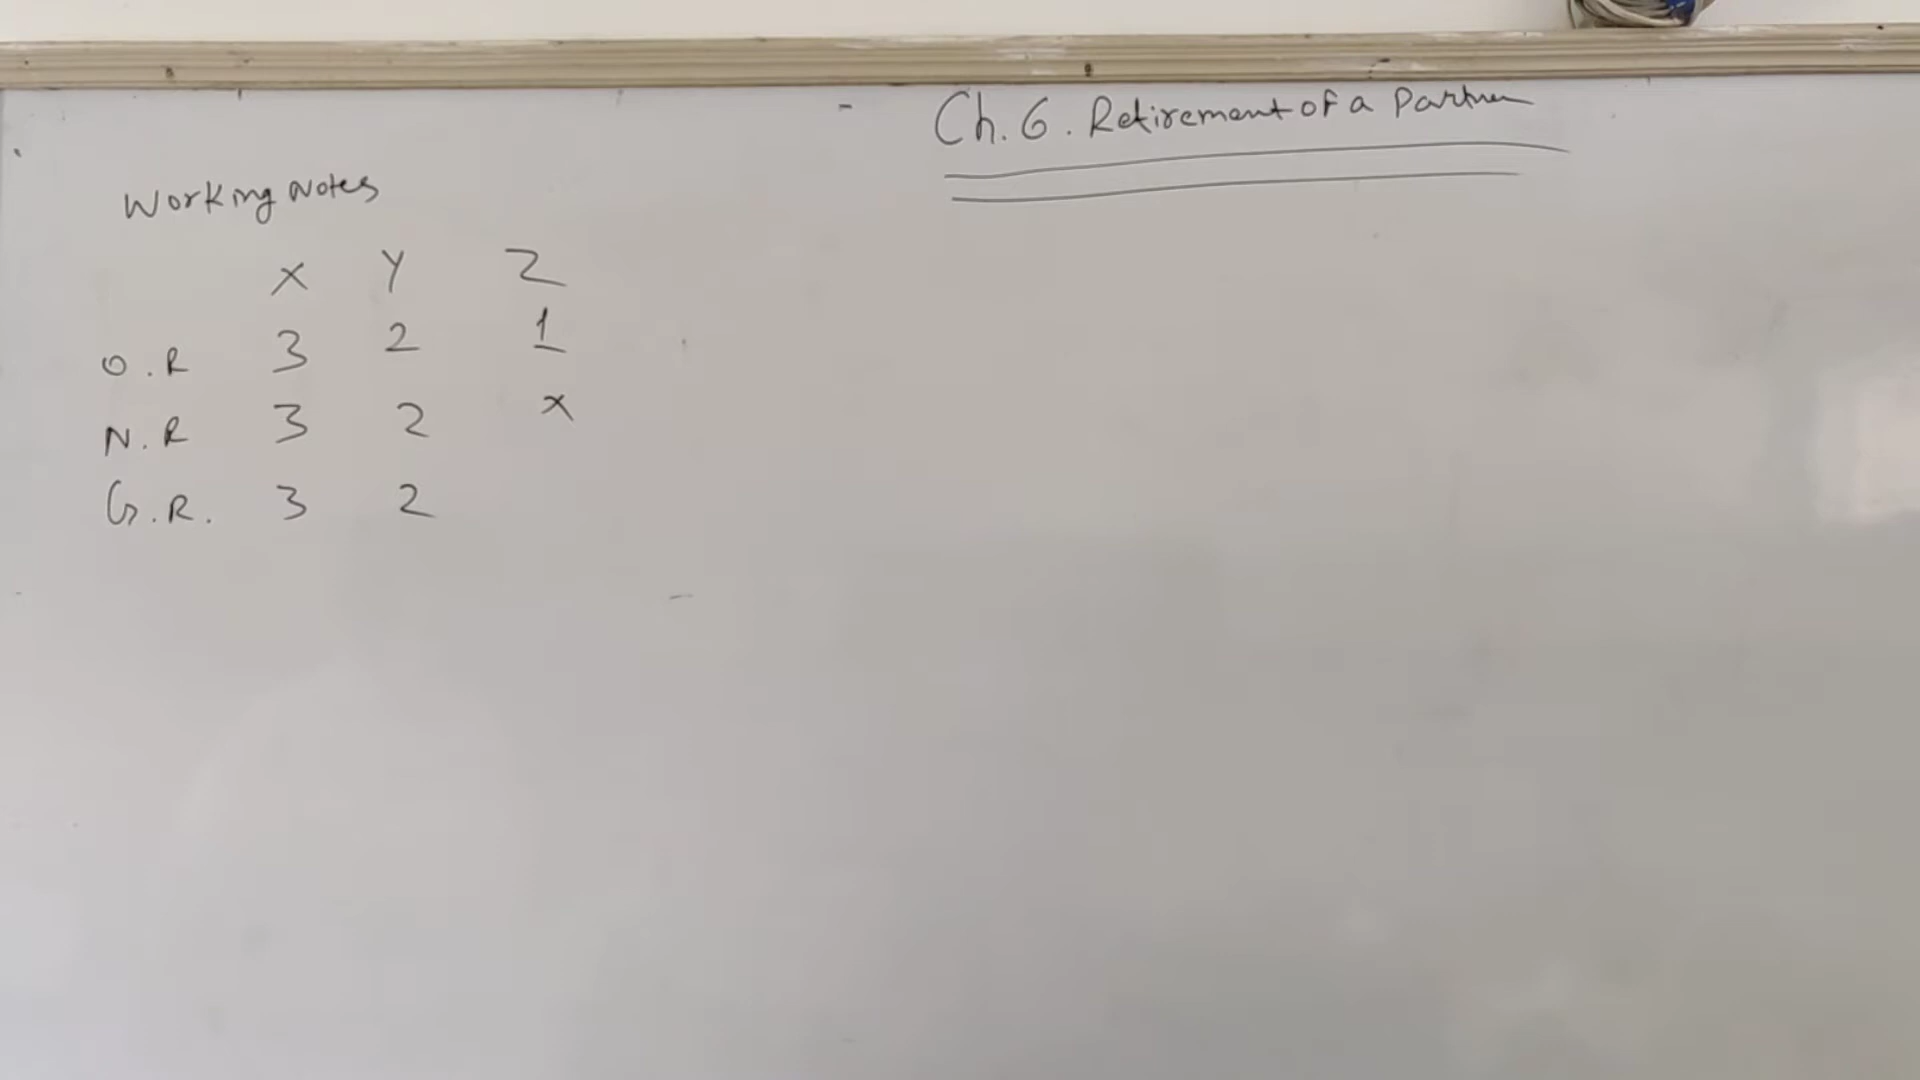 Ch. 6. Retirement of a Partner
Working Notes
X Y Z
O.R 3 2 1
N.R 3 2 x
G.R. 3 2